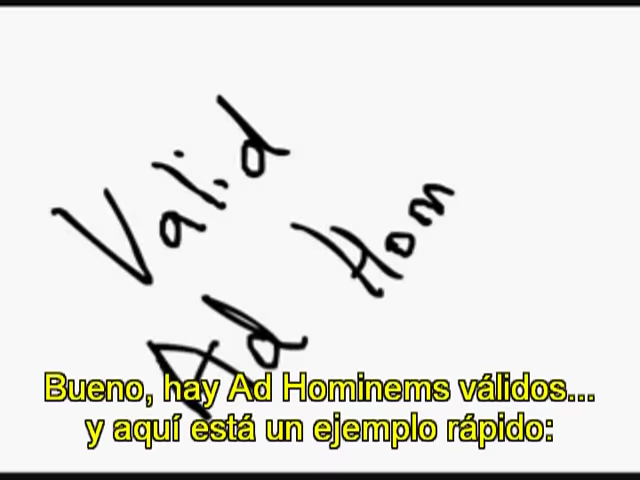 Valid
Ad Hom
Bueno, hay Ad Hominems válidos...
y aquí está un ejemplo rápido: